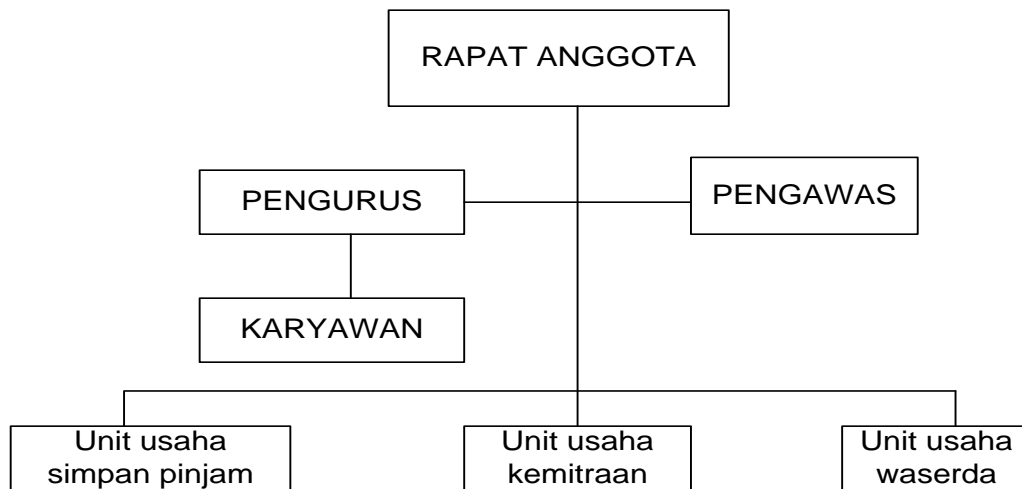 RAPAT ANGGOTA
PENGURUS
PENGAWAS
KARYAWAN
Unit usaha
simpan pinjam
Unit usaha
kemitraan
Unit usaha
waserda